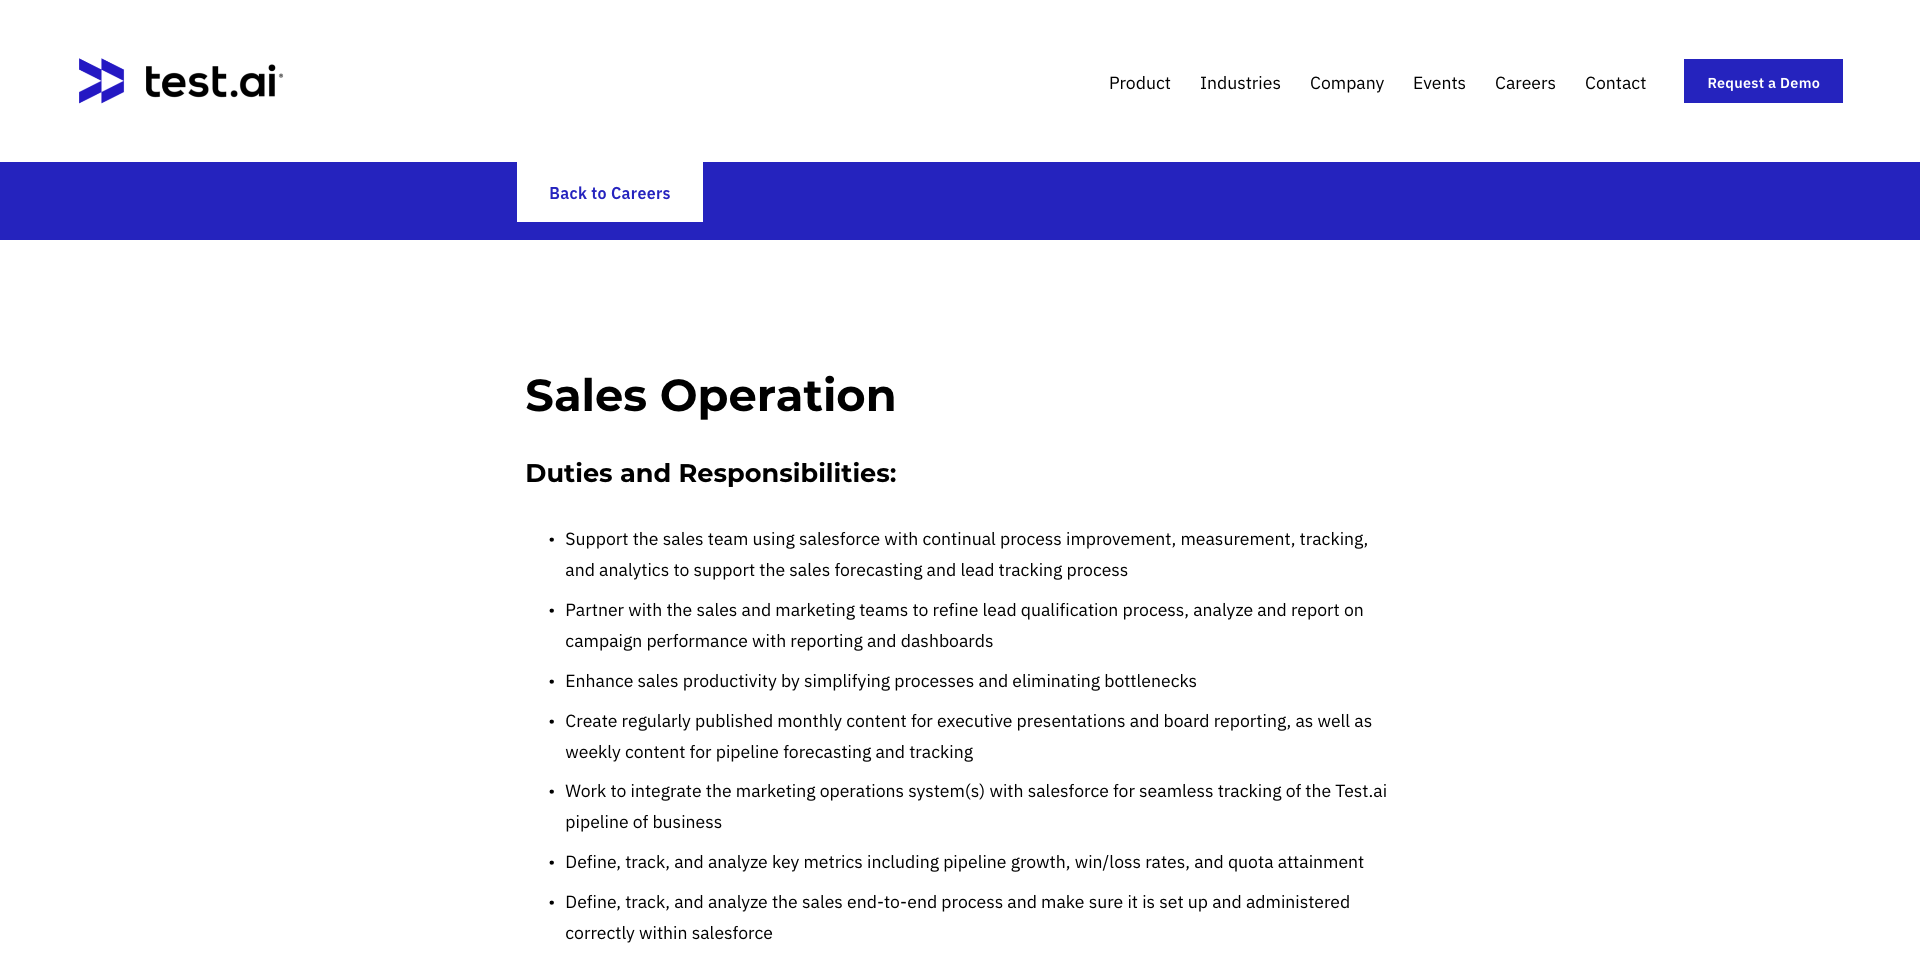 test.ai
Product Industries Company Events Careers Contact Request a Demo
Back to Careers
Sales Operation
Duties and Responsibilities:
• Support the sales team using salesforce with continual process improvement, measurement, tracking,
and analytics to support the sales forecasting and lead tracking process
• Partner with the sales and marketing teams to refine lead qualification process, analyze and report on
campaign performance with reporting and dashboards
• Enhance sales productivity by simplifying processes and eliminating bottlenecks
• Create regularly published monthly content for executive presentations and board reporting, as well as
weekly content for pipeline forecasting and tracking
• Work to integrate the marketing operations system(s) with salesforce for seamless tracking of the Test.ai
pipeline of business
• Define, track, and analyze key metrics including pipeline growth, win/loss rates, and quota attainment
• Define, track, and analyze the sales end-to-end process and make sure it is set up and administered
correctly within salesforce